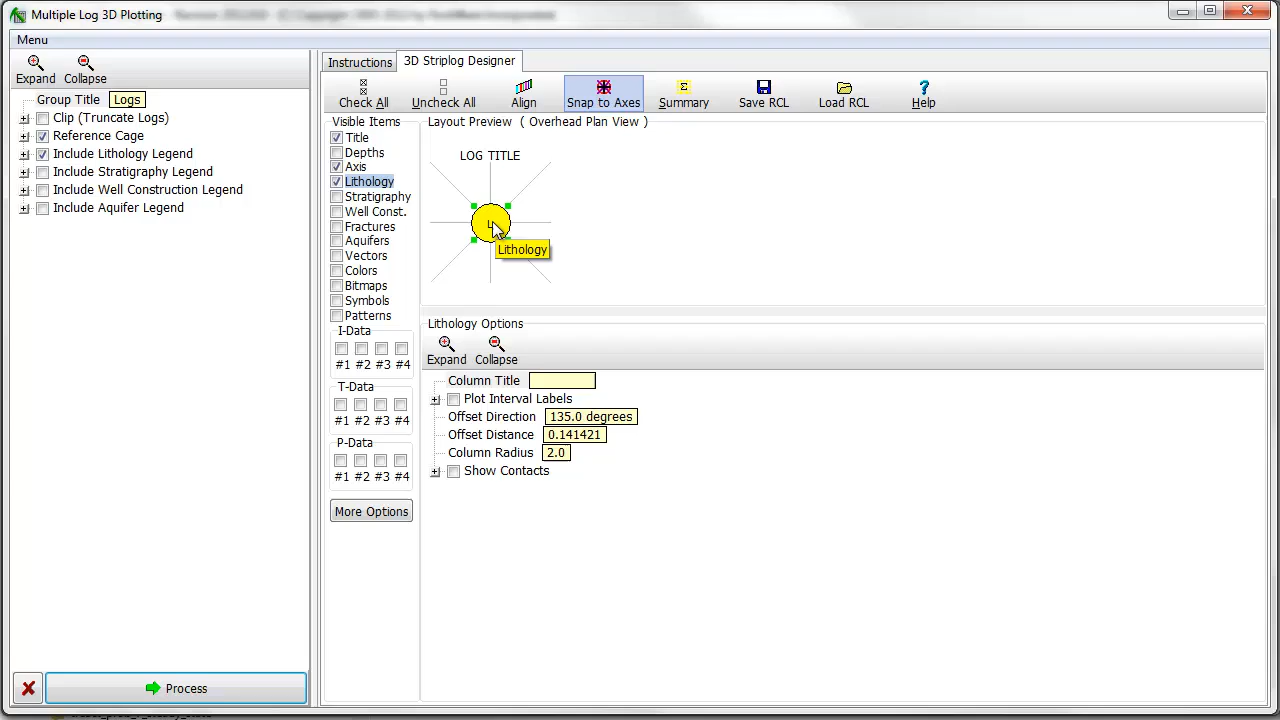 Multiple Log 3D Plotting
Menu
Expand Collapse
Group Title Logs
Clip (Truncate Logs)
Reference Cage
Include Lithology Legend
Include Stratigraphy Legend
Include Well Construction Legend
Include Aquifer Legend
Process
Instructions 3D Striplog Designer
Check All Uncheck All Align Snap to Axes Summary Save RCL Load RCL Help
Visible Items
Title
Depths
Axis
Lithology
Stratigraphy
Well Const.
Fractures
Aquifers
Vectors
Colors
Bitmaps
Symbols
Patterns
I-Data
#1 #2 #3 #4
T-Data
#1 #2 #3 #4
P-Data
#1 #2 #3 #4
More Options
Layout Preview ( Overhead Plan View )
LOG TITLE
Lithology
Lithology Options
Expand Collapse
Column Title
Plot Interval Labels
Offset Direction 135.0 degrees
Offset Distance 0.141421
Column Radius 2.0
Show Contacts